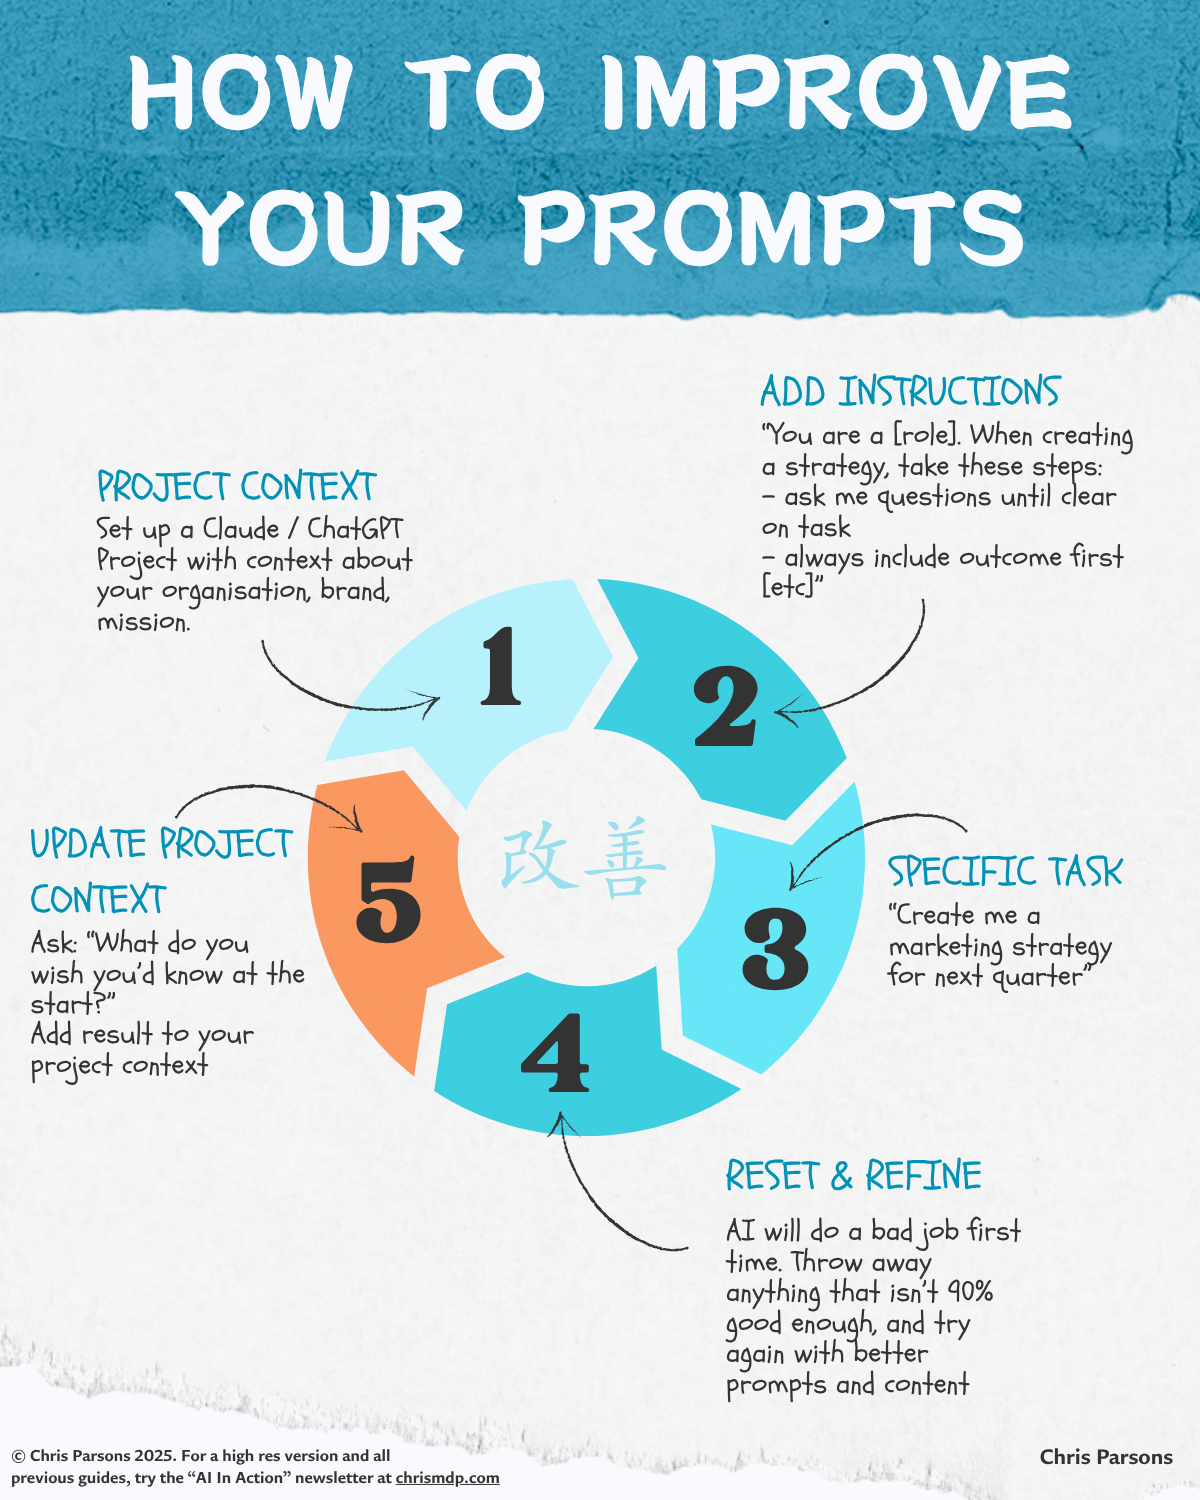 HOW TO IMPROVE
YOUR PROMPTS
PROJECT CONTEXT
Set up a Claude / ChatGPT
Project with context about
your organisation, brand,
mission.
1
ADD INSTRUCTIONS
"You are a [role]. When creating
a strategy, take these steps:
- ask me questions until clear
on task
- always include outcome first
[etc]"
2
SPECIFIC TASK
"Create me a
marketing strategy
for next quarter"
3
RESET & REFINE
AI will do a bad job first
time. Throw away
anything that isn't 90%
good enough, and try
again with better
prompts and content
4
UPDATE PROJECT
CONTEXT
Ask: "What do you
wish you'd know at the
start?"
Add result to your
project context
5
改善
© Chris Parsons 2025. For a high res version and all
previous guides, try the “AI In Action” newsletter at chrismdp.com
Chris Parsons